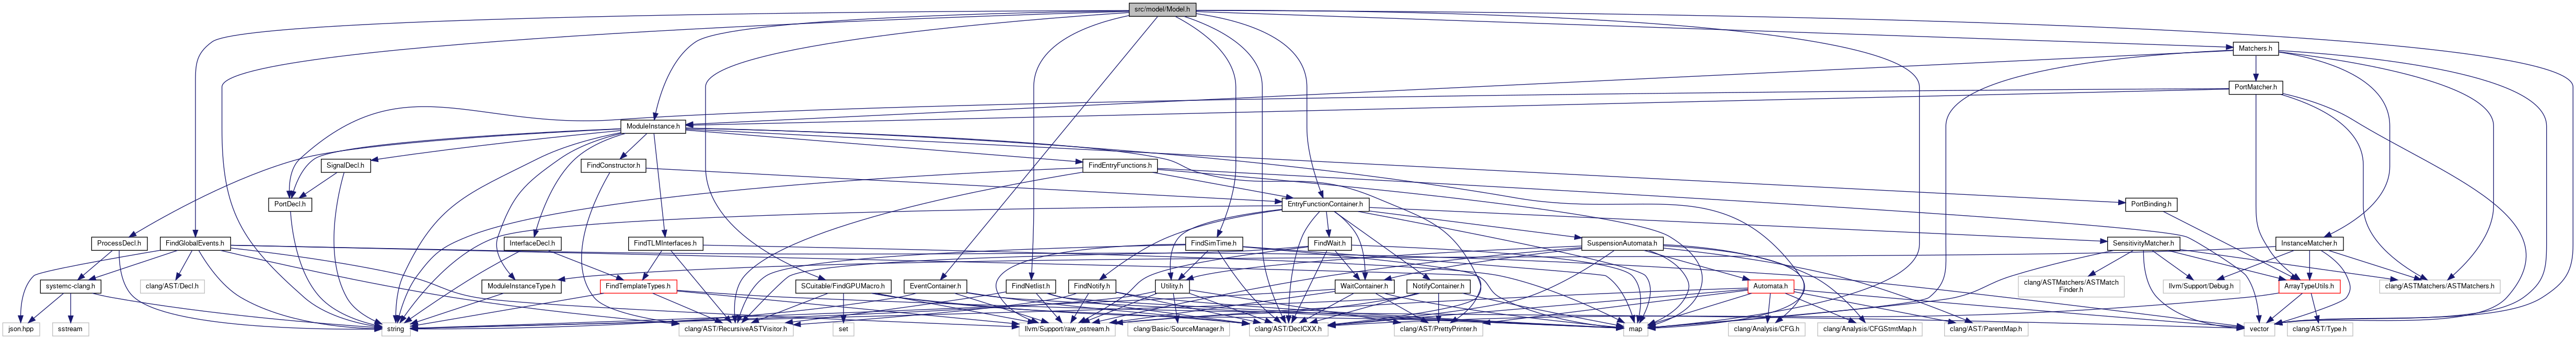 src/model/Model.h
Matchers.h
PortMatcher.h
ModuleInstance.h
SignalDecl.h
FindConstructor.h
FindEntryFunctions.h
PortDecl.h
EntryFunctionContainer.h
PortBinding.h
ProcessDecl.h
FindGlobalEvents.h
InterfaceDecl.h
FindTLMInterfaces.h
FindSimTime.h
FindWait.h
SuspensionAutomata.h
SensitivityMatcher.h
InstanceMatcher.h
systemc-clang.h
clang/AST/Decl.h
ModuleInstanceType.h
FindTemplateTypes.h
SCuitable/FindGPUMacro.h
EventContainer.h
FindNetlist.h
FindNotify.h
Utility.h
WaitContainer.h
NotifyContainer.h
Automata.h
clang/ASTMatchers/ASTMatch
Finder.h
llvm/Support/Debug.h
ArrayTypeUtils.h
clang/ASTMatchers/ASTMatchers.h
json.hpp
sstream
string
clang/AST/RecursiveASTVisitor.h
set
llvm/Support/raw_ostream.h
clang/Basic/SourceManager.h
clang/AST/DeclCXX.h
clang/AST/PrettyPrinter.h
map
clang/Analysis/CFG.h
clang/Analysis/CFGStmtMap.h
clang/AST/ParentMap.h
vector
clang/AST/Type.h